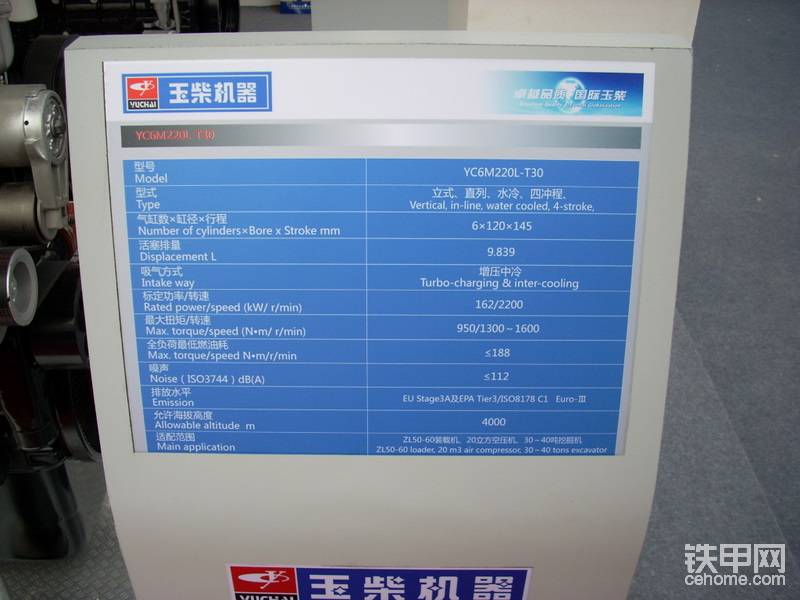 YUCHAI 玉柴机器
卓越品质 国际玉柴
YC6M220L-T30
型号
Model
YC6M220L-T30
型式
Type
立式、直列、水冷、四冲程、
Vertical, in-line, water cooled, 4-stroke,
气缸数×缸径×行程
Number of cylinders×Bore x Stroke mm
6×120×145
活塞排量
Displacement L
9.839
吸气方式
Intake way
增压中冷
Turbo-charging & inter-cooling
标定功率/转速
Rated power/speed (kW/ r/min)
162/2200
最大扭矩/转速
Max. torque/speed (N•m/ r/min)
950/1300～1600
全负荷最低燃油耗
Max. torque/speed N•m/r/min
≤188
噪声
Noise（ISO3744）dB(A)
≤112
排放水平
Emission
EU Stage3A及EPA Tier3/ISO8178 C1 Euro-Ⅲ
允许海拔高度
Allowable altitude m
4000
适配范围
Main application
ZL50-60装载机、20立方空压机、30～40吨挖掘机
ZL50-60 loader, 20 m3 air compressor, 30～40 tons excavator
YUCHAI 玉柴机器
铁甲网
cehome.com